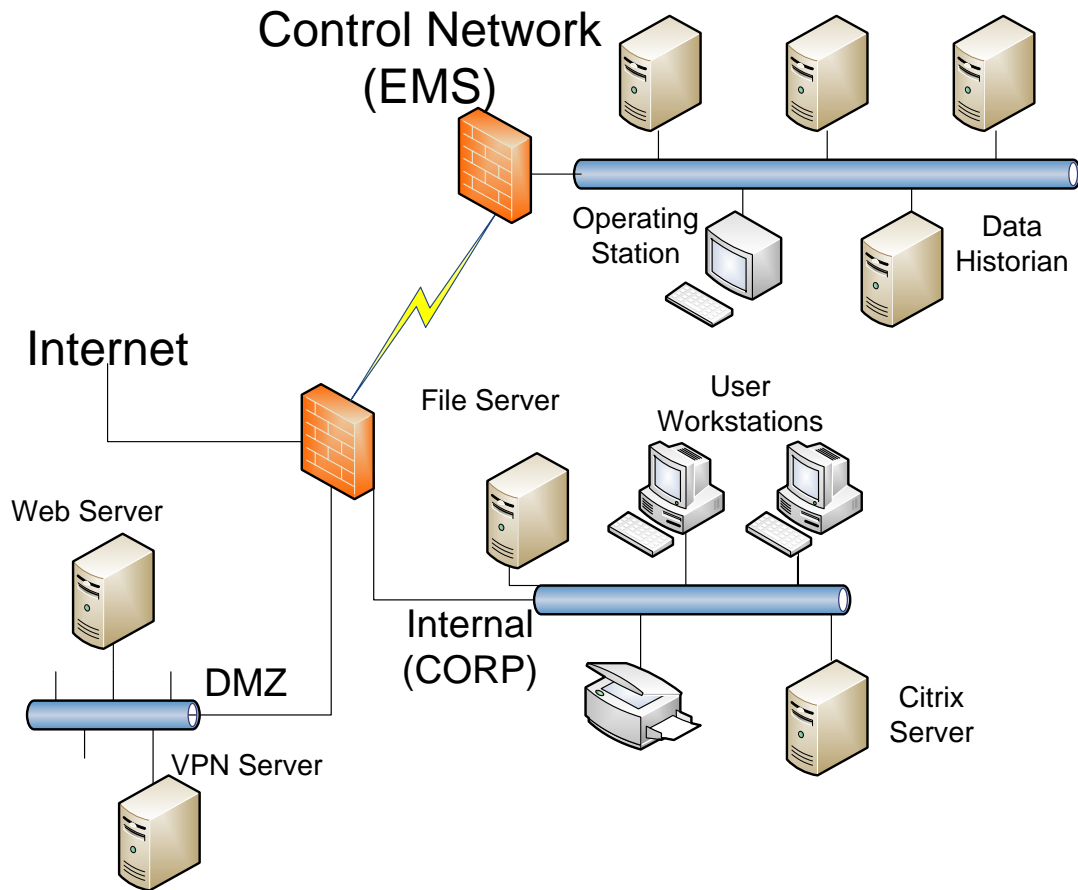 Control Network
(EMS)
Operating
Station
Data
Historian
Internet
File Server
User
Workstations
Web Server
Internal
(CORP)
DMZ
Citrix
Server
VPN Server